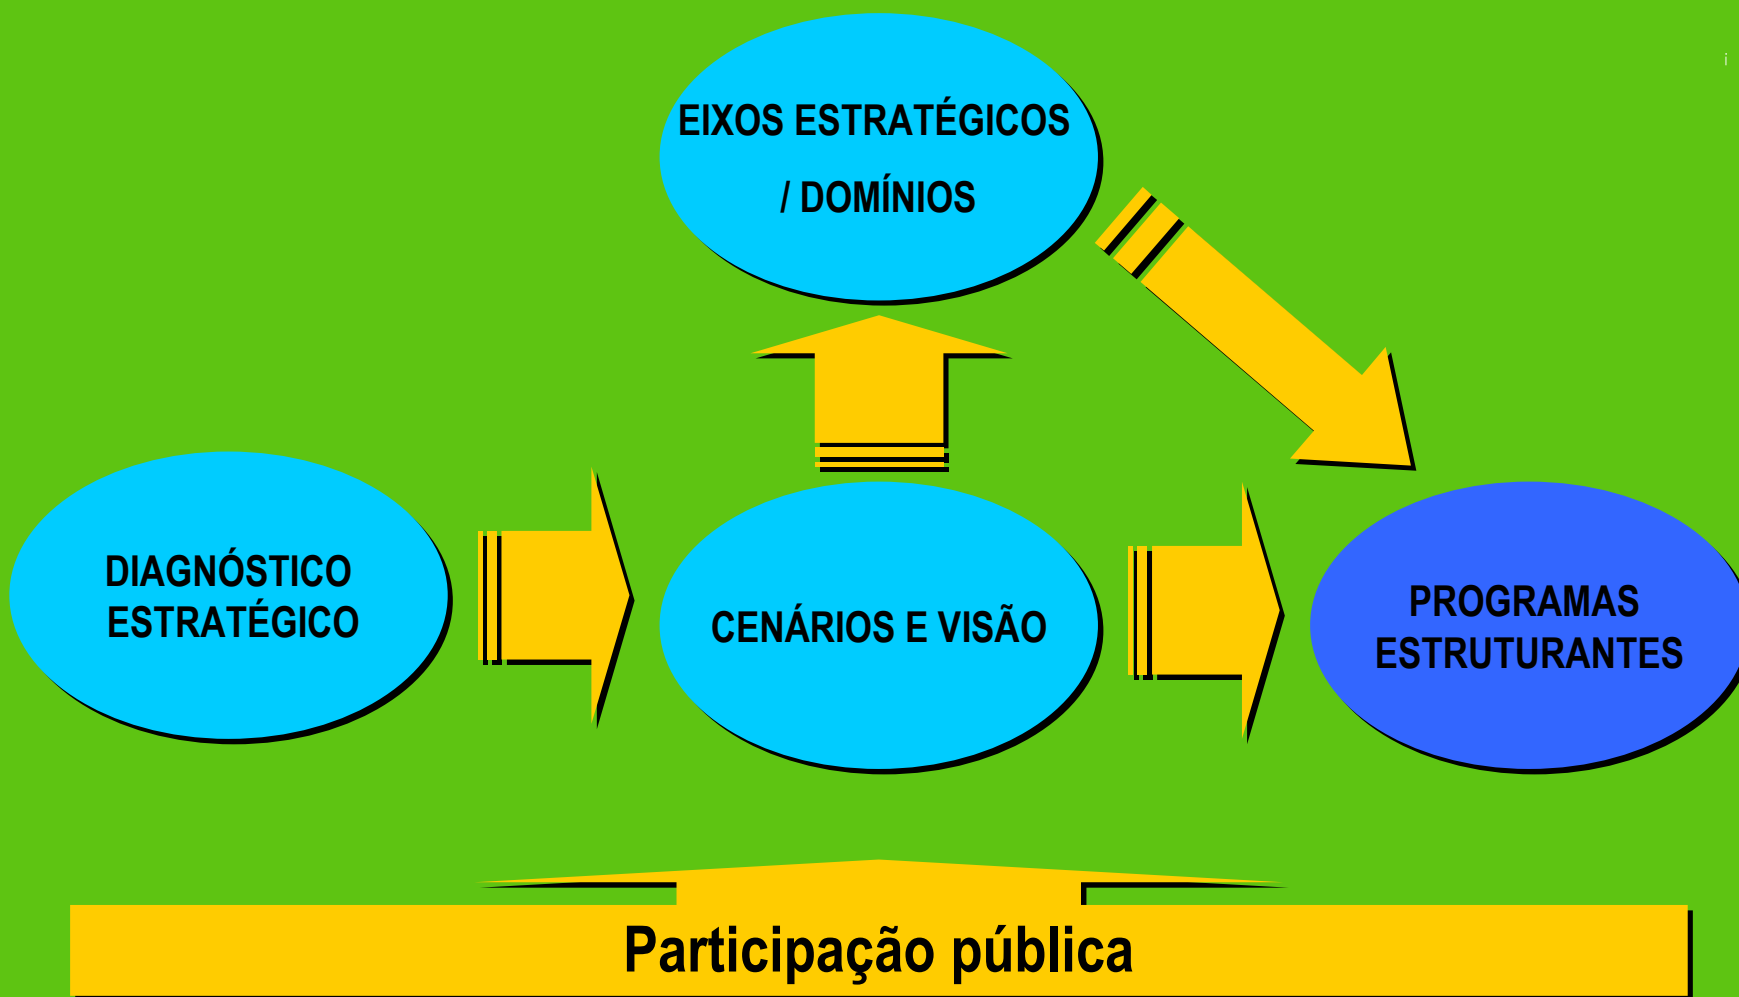 i
EIXOS ESTRATÉGICOS
/ DOMÍNIOS
DIAGNÓSTICO
ESTRATÉGICO
CENÁRIOS E VISÃO
PROGRAMAS
ESTRUTURANTES
Participação pública